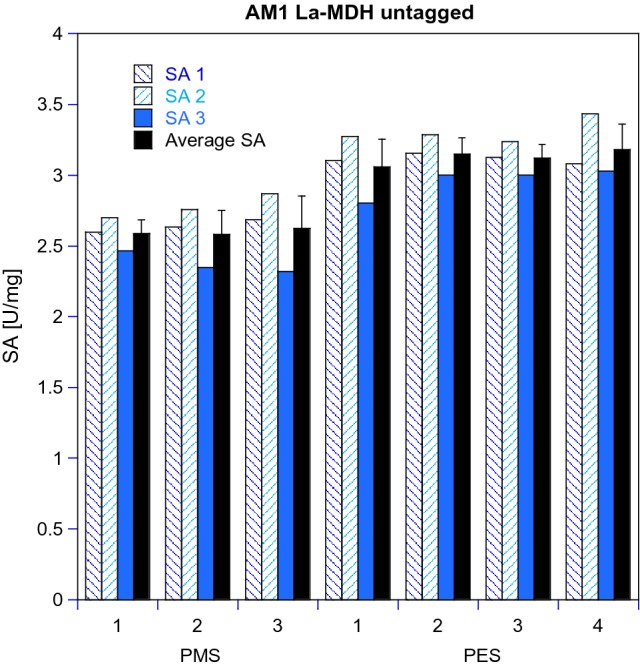 AM1 La-MDH untagged
4
3.5
3
2.5
2
1.5
1
0.5
0
SA [U/mg]
SA 1
SA 2
SA 3
Average SA
1 2 3 1 2 3 4
PMS PES